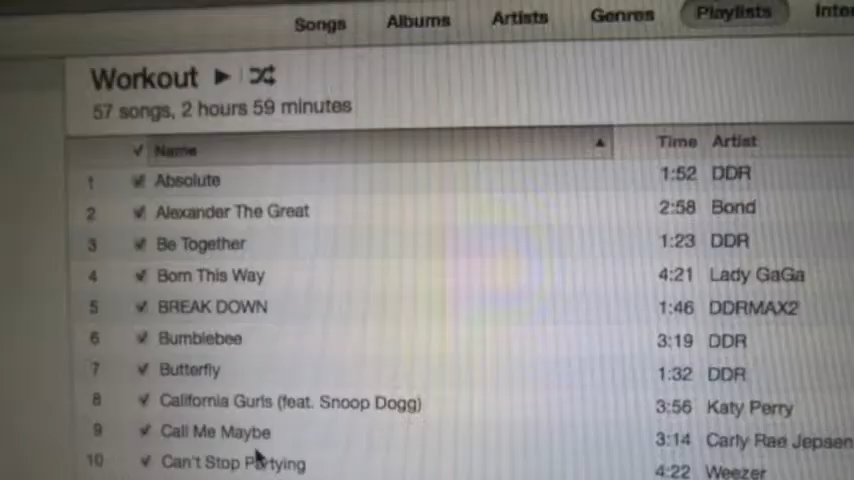 Songs Albums Artists Genres Playlists
Workout
57 songs, 2 hours 59 minutes
Name Time Artist
1 Absolute 1:52 DDR
2 Alexander The Great 2:58 Bond
3 Be Together 1:23 DDR
4 Born This Way 4:21 Lady GaGa
5 BREAK DOWN 1:46 DDRMAX2
6 Bumblebee 3:19 DDR
7 Butterfly 1:32 DDR
8 California Gurls (feat. Snoop Dogg) 3:56 Katy Perry
9 Call Me Maybe 3:14 Carly Rae Jepsen
10 Can't Stop Partying 4:22 Weezer